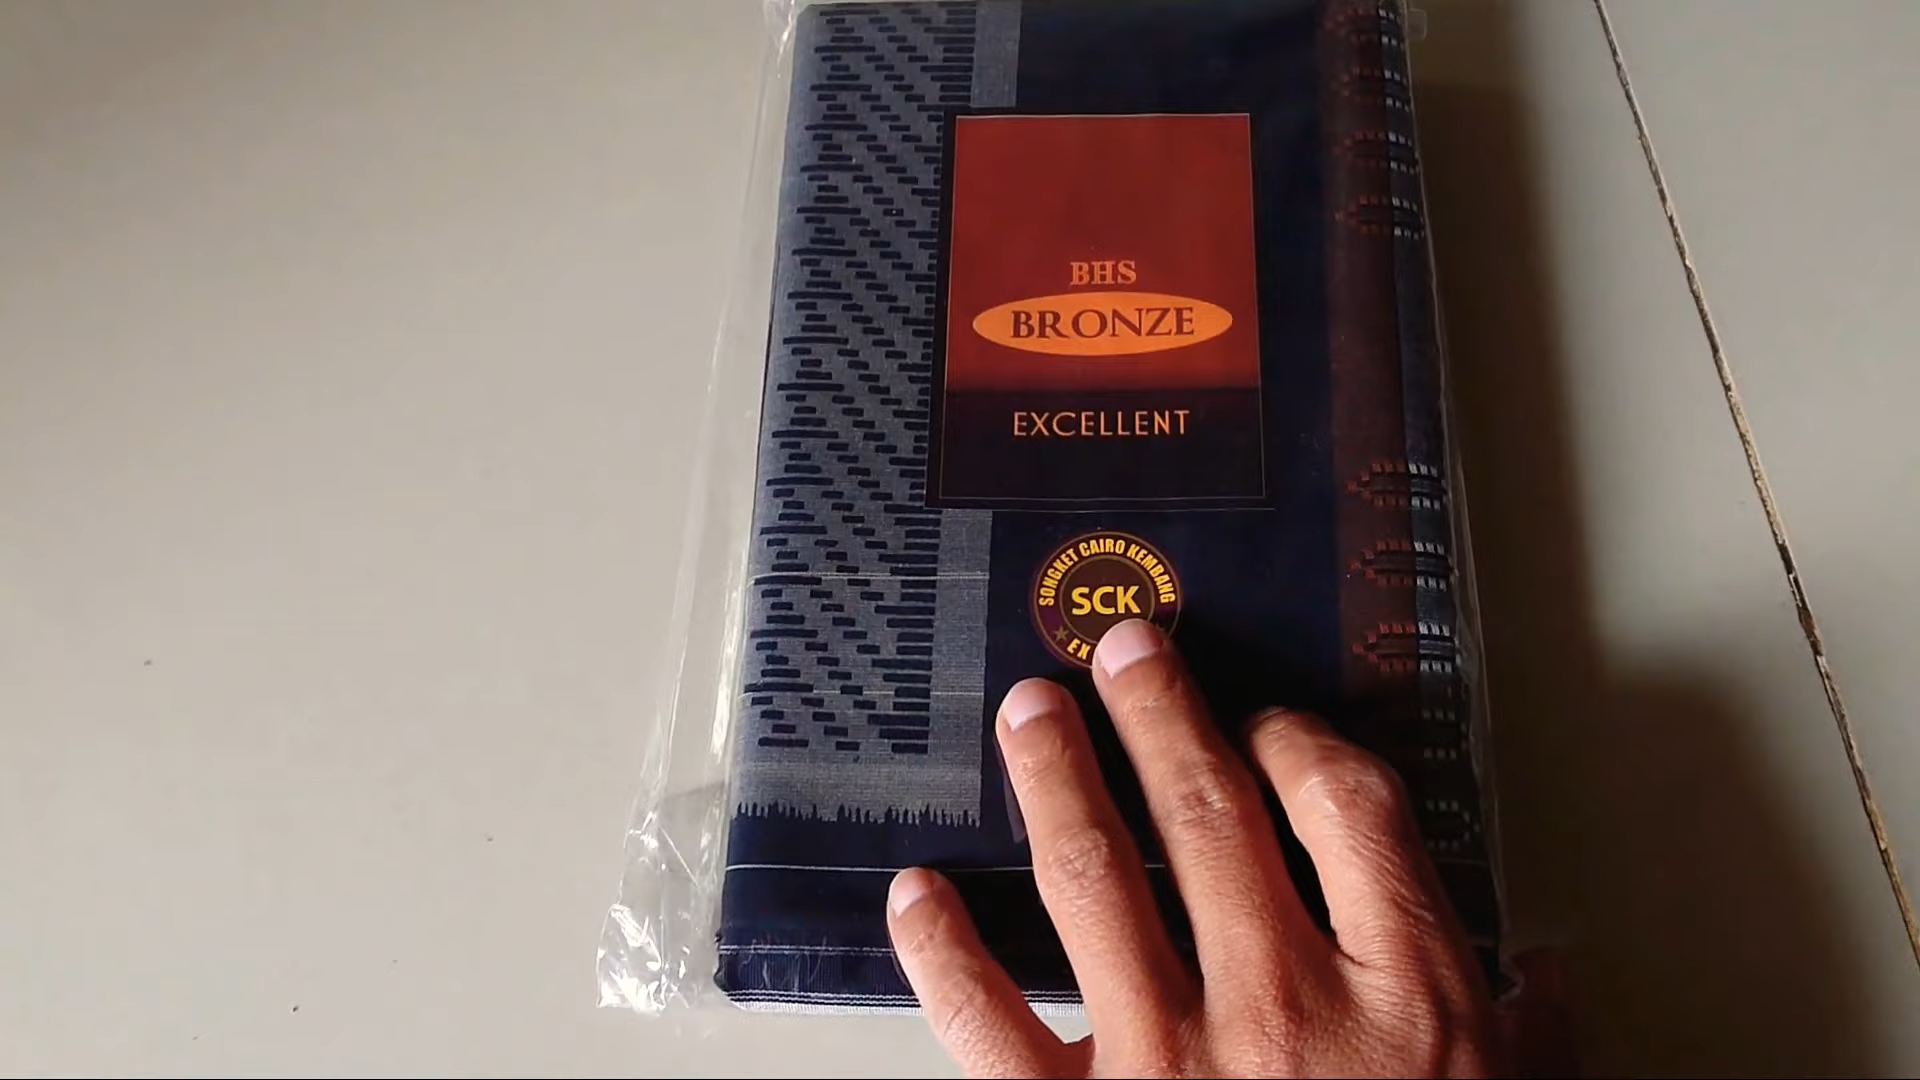 BHS
BRONZE
EXCELLENT
SONGKET CAIRO KEMBANG
SCK